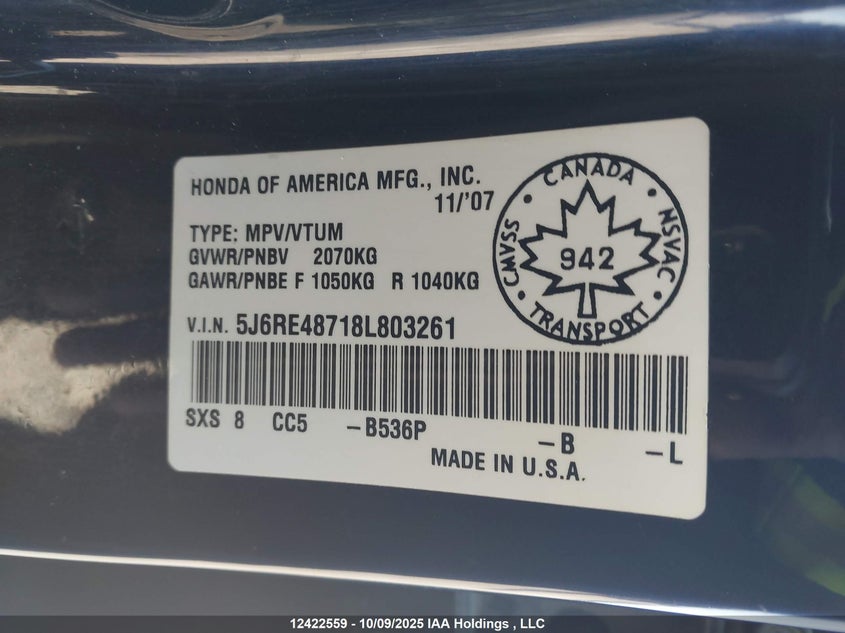 HONDA OF AMERICA MFG., INC.
11/'07
TYPE: MPV/VTUM
GVWR/PNBV 2070KG
GAWR/PNBE F 1050KG R 1040KG
V.I.N. 5J6RE48718L803261
SXS 8 CC5 -B536P -B -L
MADE IN U.S.A.
CANADA
CMVSS
942
NSVAC
TRANSPORT
12422559 - 10/09/2025 IAA Holdings , LLC